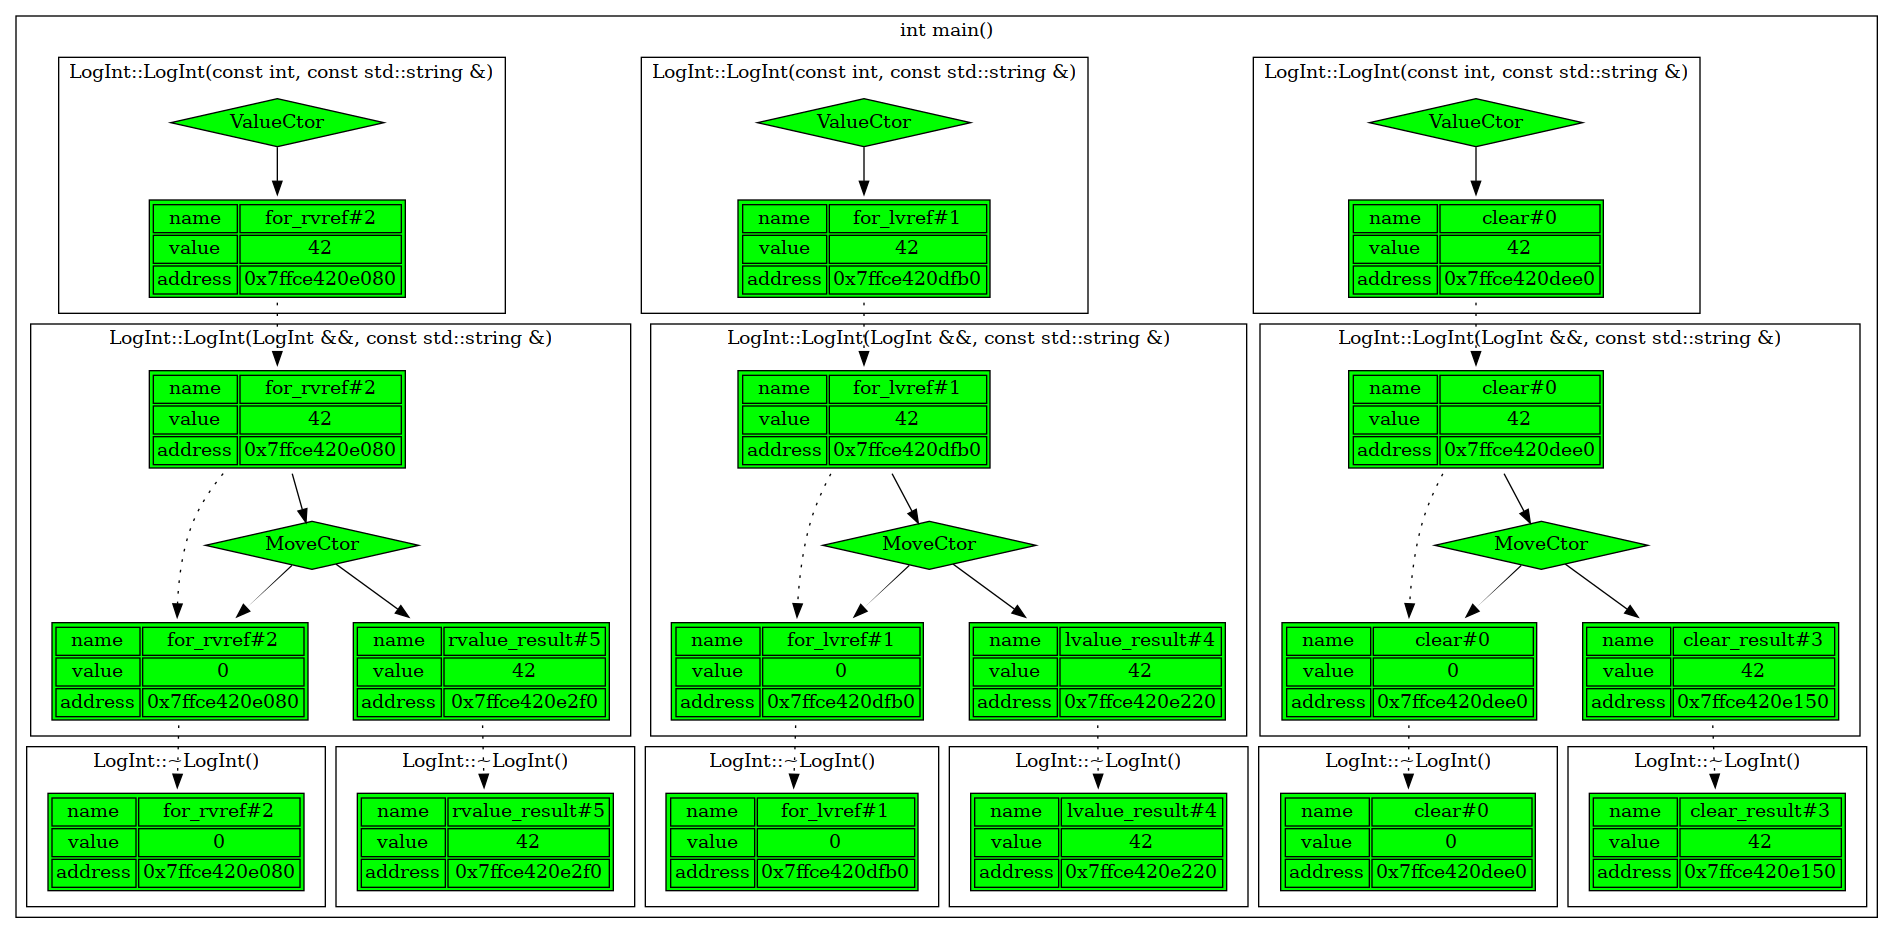 int main()
LogInt::LogInt(const int, const std::string &)
ValueCtor
name for_rvref#2
value 42
address 0x7ffce420e080
LogInt::LogInt(const int, const std::string &)
ValueCtor
name for_lvref#1
value 42
address 0x7ffce420dfb0
LogInt::LogInt(const int, const std::string &)
ValueCtor
name clear#0
value 42
address 0x7ffce420dee0
LogInt::LogInt(LogInt &&, const std::string &)
name for_rvref#2
value 42
address 0x7ffce420e080
MoveCtor
name for_rvref#2
value 0
address 0x7ffce420e080
name rvalue_result#5
value 42
address 0x7ffce420e2f0
LogInt::LogInt(LogInt &&, const std::string &)
name for_lvref#1
value 42
address 0x7ffce420dfb0
MoveCtor
name for_lvref#1
value 0
address 0x7ffce420dfb0
name lvalue_result#4
value 42
address 0x7ffce420e220
LogInt::LogInt(LogInt &&, const std::string &)
name clear#0
value 42
address 0x7ffce420dee0
MoveCtor
name clear#0
value 0
address 0x7ffce420dee0
name clear_result#3
value 42
address 0x7ffce420e150
LogInt::~LogInt()
name for_rvref#2
value 0
address 0x7ffce420e080
LogInt::~LogInt()
name rvalue_result#5
value 42
address 0x7ffce420e2f0
LogInt::~LogInt()
name for_lvref#1
value 0
address 0x7ffce420dfb0
LogInt::~LogInt()
name lvalue_result#4
value 42
address 0x7ffce420e220
LogInt::~LogInt()
name clear#0
value 0
address 0x7ffce420dee0
LogInt::~LogInt()
name clear_result#3
value 42
address 0x7ffce420e150